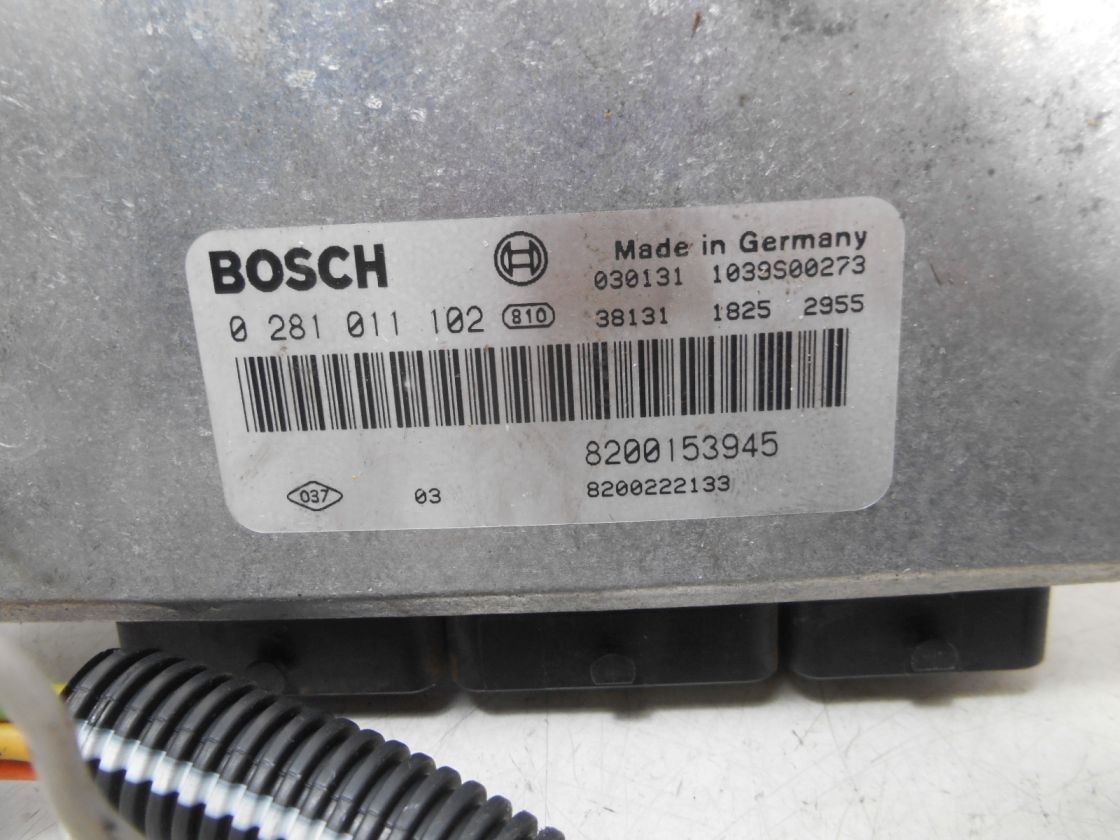 BOSCH
Made in Germany
030131 1039S00273
0 281 011 102 810 38131 1825 2955
8200153945
037 03 8200222133